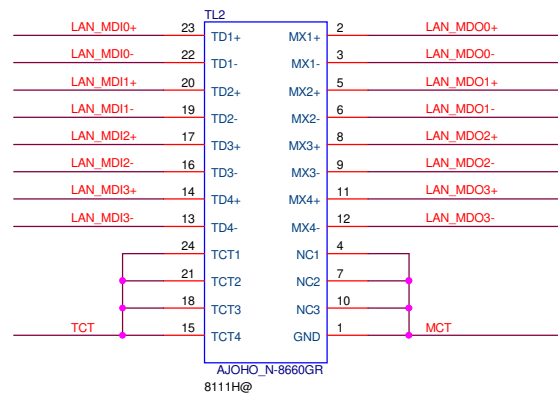 TL2
LAN_MDI0+ 23 TD1+ MX1+ 2 LAN_MDO0+
LAN_MDI0- 22 TD1- MX1- 3 LAN_MDO0-
LAN_MDI1+ 20 TD2+ MX2+ 5 LAN_MDO1+
LAN_MDI1- 19 TD2- MX2- 6 LAN_MDO1-
LAN_MDI2+ 17 TD3+ MX3+ 8 LAN_MDO2+
LAN_MDI2- 16 TD3- MX3- 9 LAN_MDO2-
LAN_MDI3+ 14 TD4+ MX4+ 11 LAN_MDO3+
LAN_MDI3- 13 TD4- MX4- 12 LAN_MDO3-
24 TCT1 NC1 4
21 TCT2 NC2 7
18 TCT3 NC3 10
TCT 15 TCT4 GND 1 MCT
AJOHO_N-8660GR
8111H@